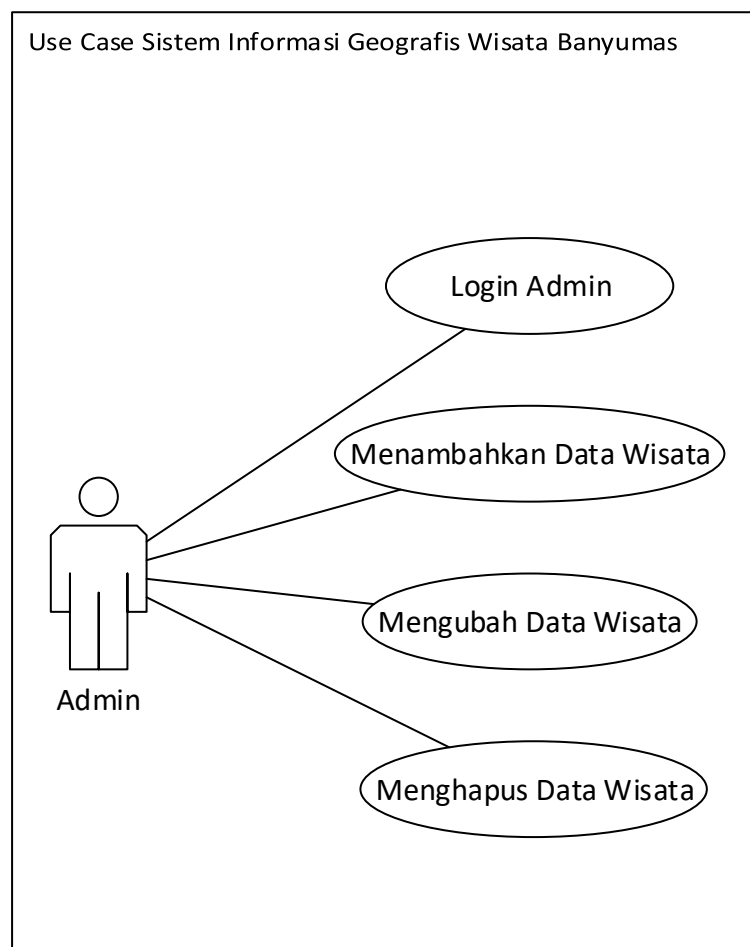 Use Case Sistem Informasi Geografis Wisata Banyumas
Login Admin
Menambahkan Data Wisata
Mengubah Data Wisata
Admin
Menghapus Data Wisata